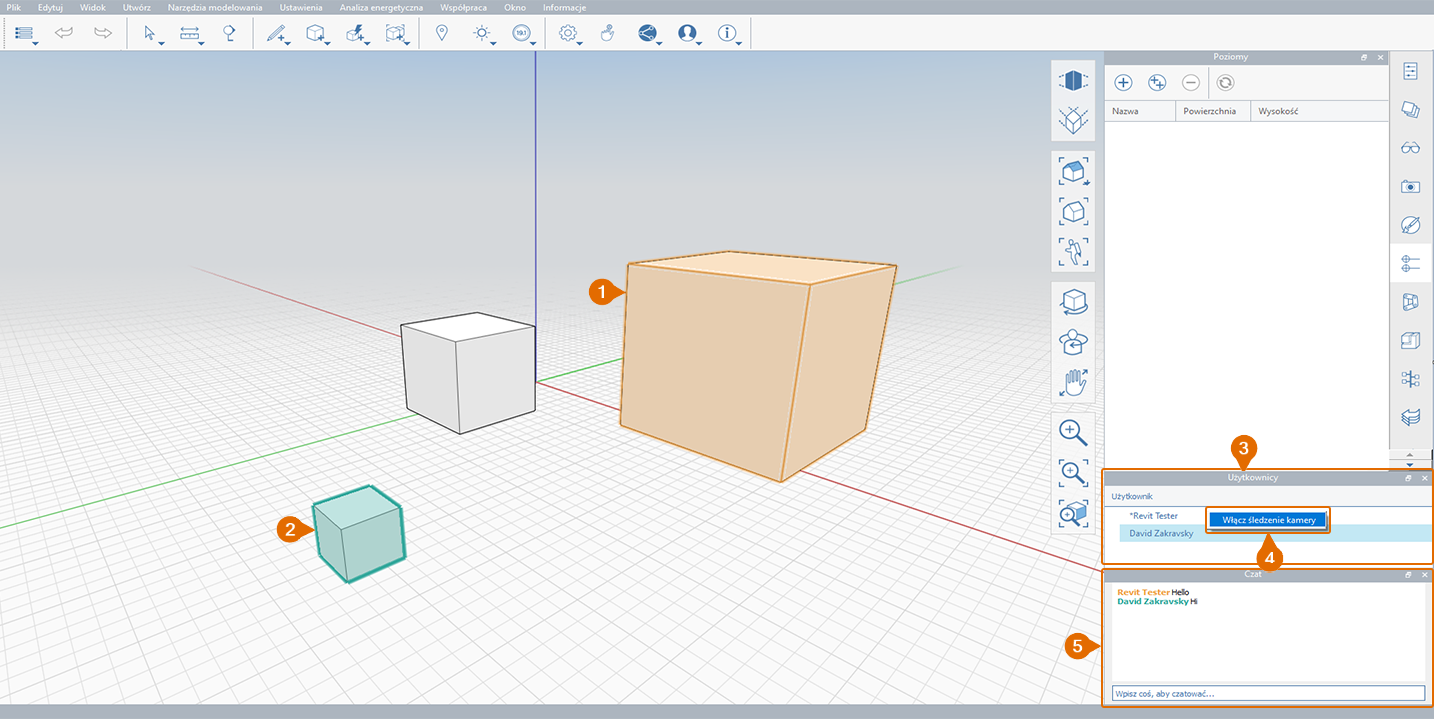 Plik Edytuj Widok Utwórz Narzędzia modelowania Ustawienia Analiza energetyczna Współpraca Okno Informacje
19.1
Poziomy
Nazwa Powierzchnia Wysokość
1
2
3
Użytkownicy
Użytkownik
*Revit Tester
Włącz śledzenie kamery
David Zakravsky
4
Czat
Revit Tester Hello
David Zakravsky Hi
5
Wpisz coś, aby czatować...